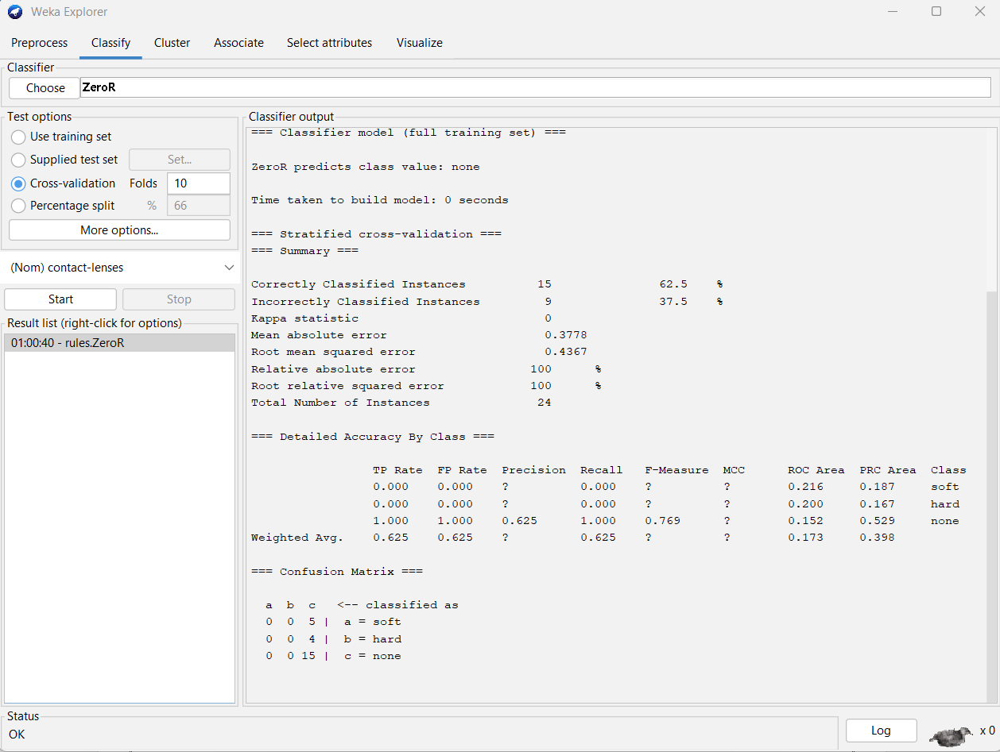 Weka Explorer
Preprocess Classify Cluster Associate Select attributes Visualize
Classifier
Choose ZeroR
Test options
Use training set
Supplied test set Set...
Cross-validation Folds 10
Percentage split % 66
More options...
(Nom) contact-lenses
Start Stop
Result list (right-click for options)
01:00:40 - rules.ZeroR
Classifier output
=== Classifier model (full training set) ===
ZeroR predicts class value: none
Time taken to build model: 0 seconds
=== Stratified cross-validation ===
=== Summary ===
Correctly Classified Instances 15 62.5 %
Incorrectly Classified Instances 9 37.5 %
Kappa statistic 0
Mean absolute error 0.3778
Root mean squared error 0.4367
Relative absolute error 100 %
Root relative squared error 100 %
Total Number of Instances 24
=== Detailed Accuracy By Class ===
TP Rate FP Rate Precision Recall F-Measure MCC ROC Area PRC Area Class
0.000 0.000 ? 0.000 ? ? 0.216 0.187 soft
0.000 0.000 ? 0.000 ? ? 0.200 0.167 hard
1.000 1.000 0.625 1.000 0.769 ? 0.152 0.529 none
Weighted Avg. 0.625 0.625 ? 0.625 ? ? 0.173 0.398
=== Confusion Matrix ===
a b c <-- classified as
0 0 5 | a = soft
0 0 4 | b = hard
0 0 15 | c = none
Status
OK
Log x 0